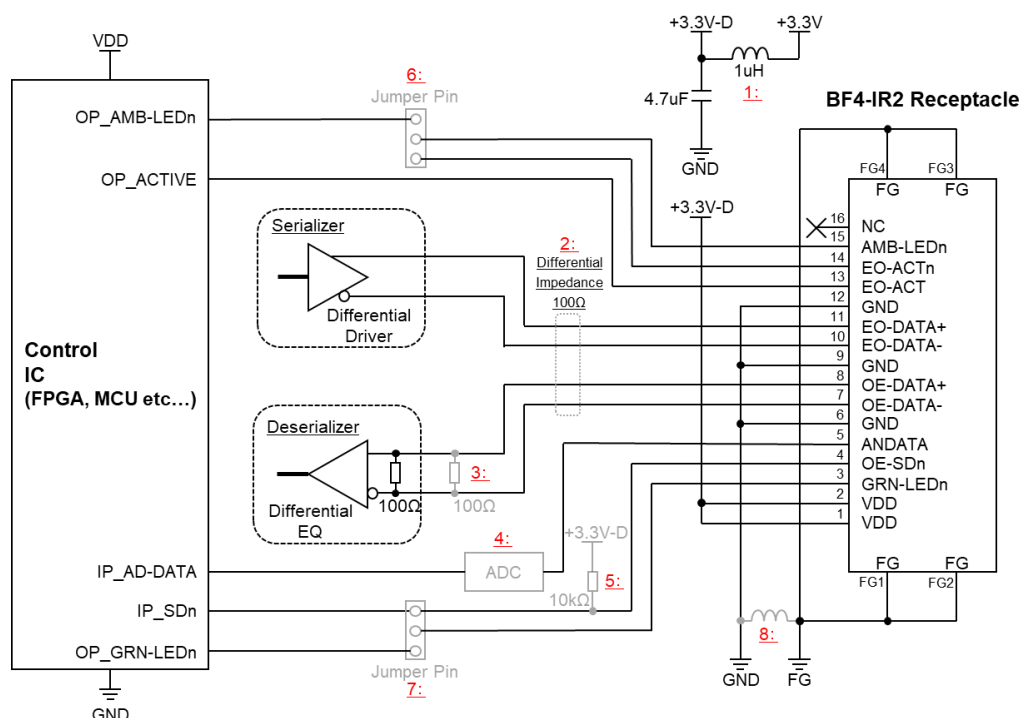 +3.3V-D
+3.3V
VDD
6:
1uH
Jumper Pin
4.7uF
1:
BF4-IR2 Receptacle
OP_AMB-LEDn
GND
FG4
FG3
FG
FG
OP_ACTIVE
+3.3V-D
16
NC
Serializer
15
AMB-LEDn
2:
14
EO-ACTn
Differential
13
EO-ACT
Impedance
12
GND
100Ω
11
EO-DATA+
Differential
Driver
10
EO-DATA-
Control
IC
(FPGA, MCU etc…)
9
GND
8
OE-DATA+
7
OE-DATA-
Deserializer
6
GND
5
ANDATA
4
OE-SDn
3:
3
GRN-LEDn
100Ω
100Ω
2
VDD
Differential
EQ
1
VDD
+3.3V-D
4:
FG
FG
IP_AD-DATA
ADC
5:
FG1
FG2
10kΩ
IP_SDn
8:
OP_GRN-LEDn
Jumper Pin
GND
FG
7:
GND